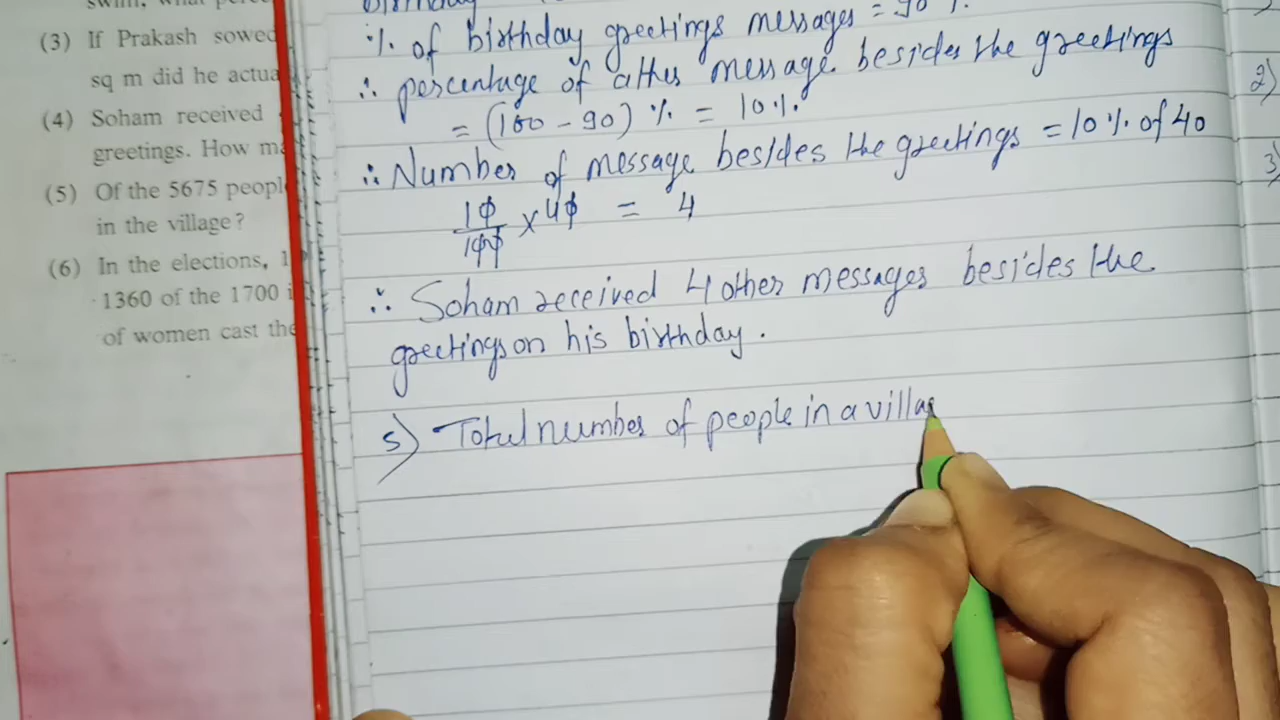 (3) If Prakash sowed
sq m did he actua
(4) Soham received
greetings. How ma
(5) Of the 5675 peopl
in the village?
(6) In the elections, 1
1360 of the 1700 i
of women cast the
% of birthday greetings messages = 90 %.
∴ percentage of other message besides the greetings
= (100 - 90) % = 10%.
∴ Number of message besides the greetings = 10% of 40
10/100 x 40 = 4
∴ Soham received 4 other messages besides the
greetings on his birthday.
5) Total number of people in a villag
2)
3)